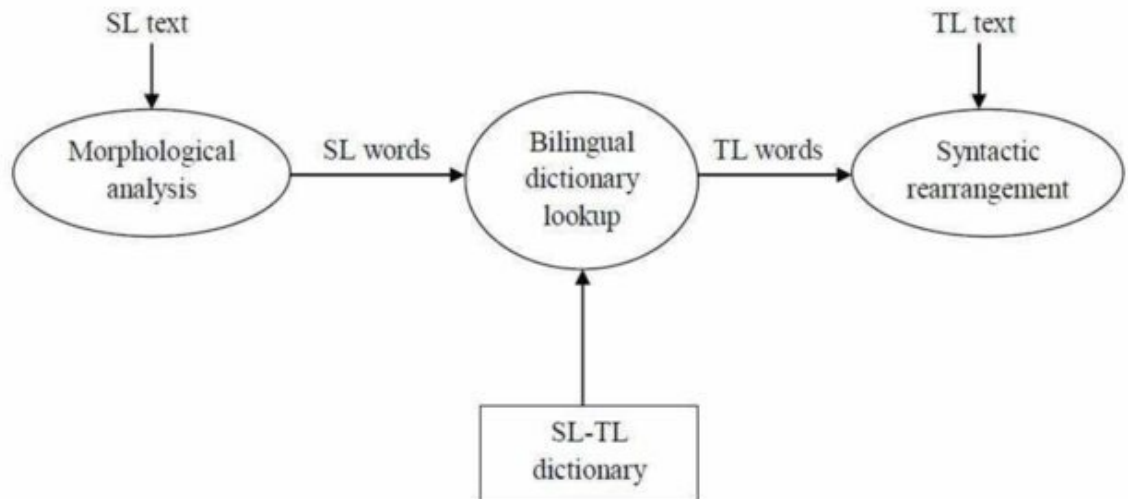 SL text
TL text
Morphological
analysis
SL words
Bilingual
dictionary
lookup
TL words
Syntactic
rearrangement
SL-TL
dictionary